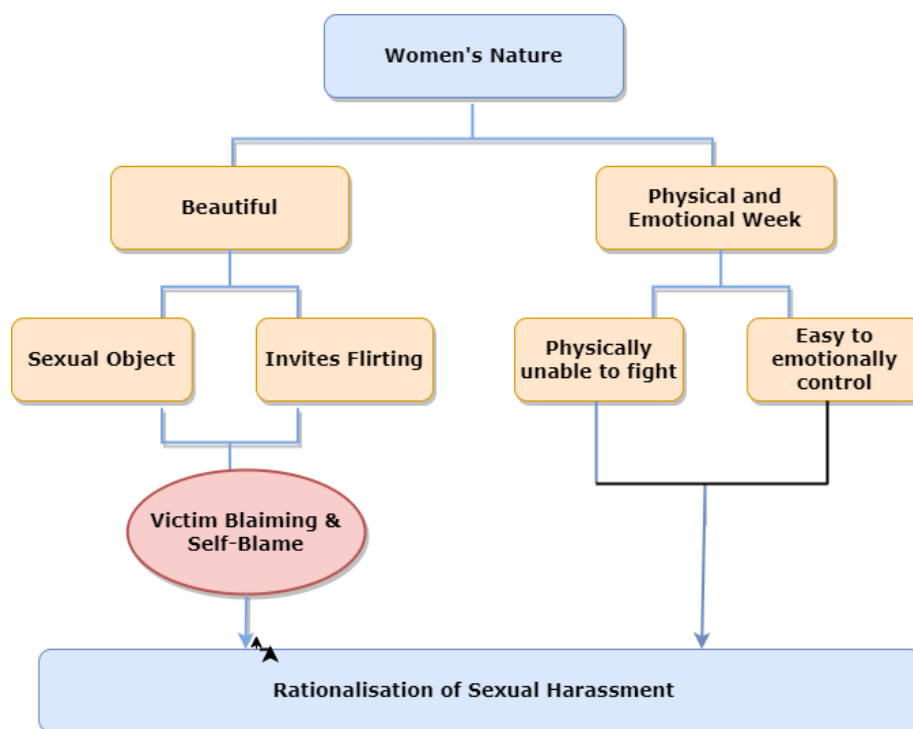 Women's Nature
Beautiful
Physical and
Emotional Week
Sexual Object
Invites Flirting
Physically
unable to fight
Easy to
emotionally
control
Victim Blaiming &
Self-Blame
Rationalisation of Sexual Harassment